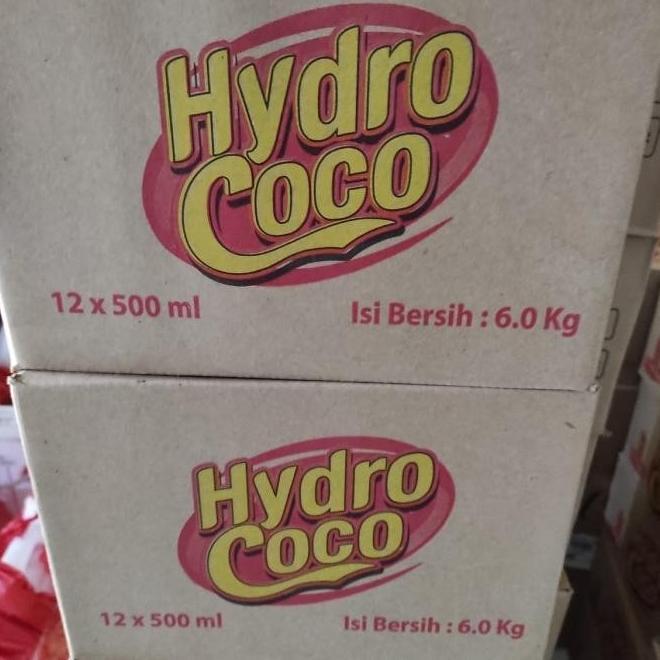 Hydro
Coco
12 x 500 ml
Isi Bersih : 6.0 Kg
Hydro
Coco
12 x 500 ml
Isi Bersih : 6.0 Kg